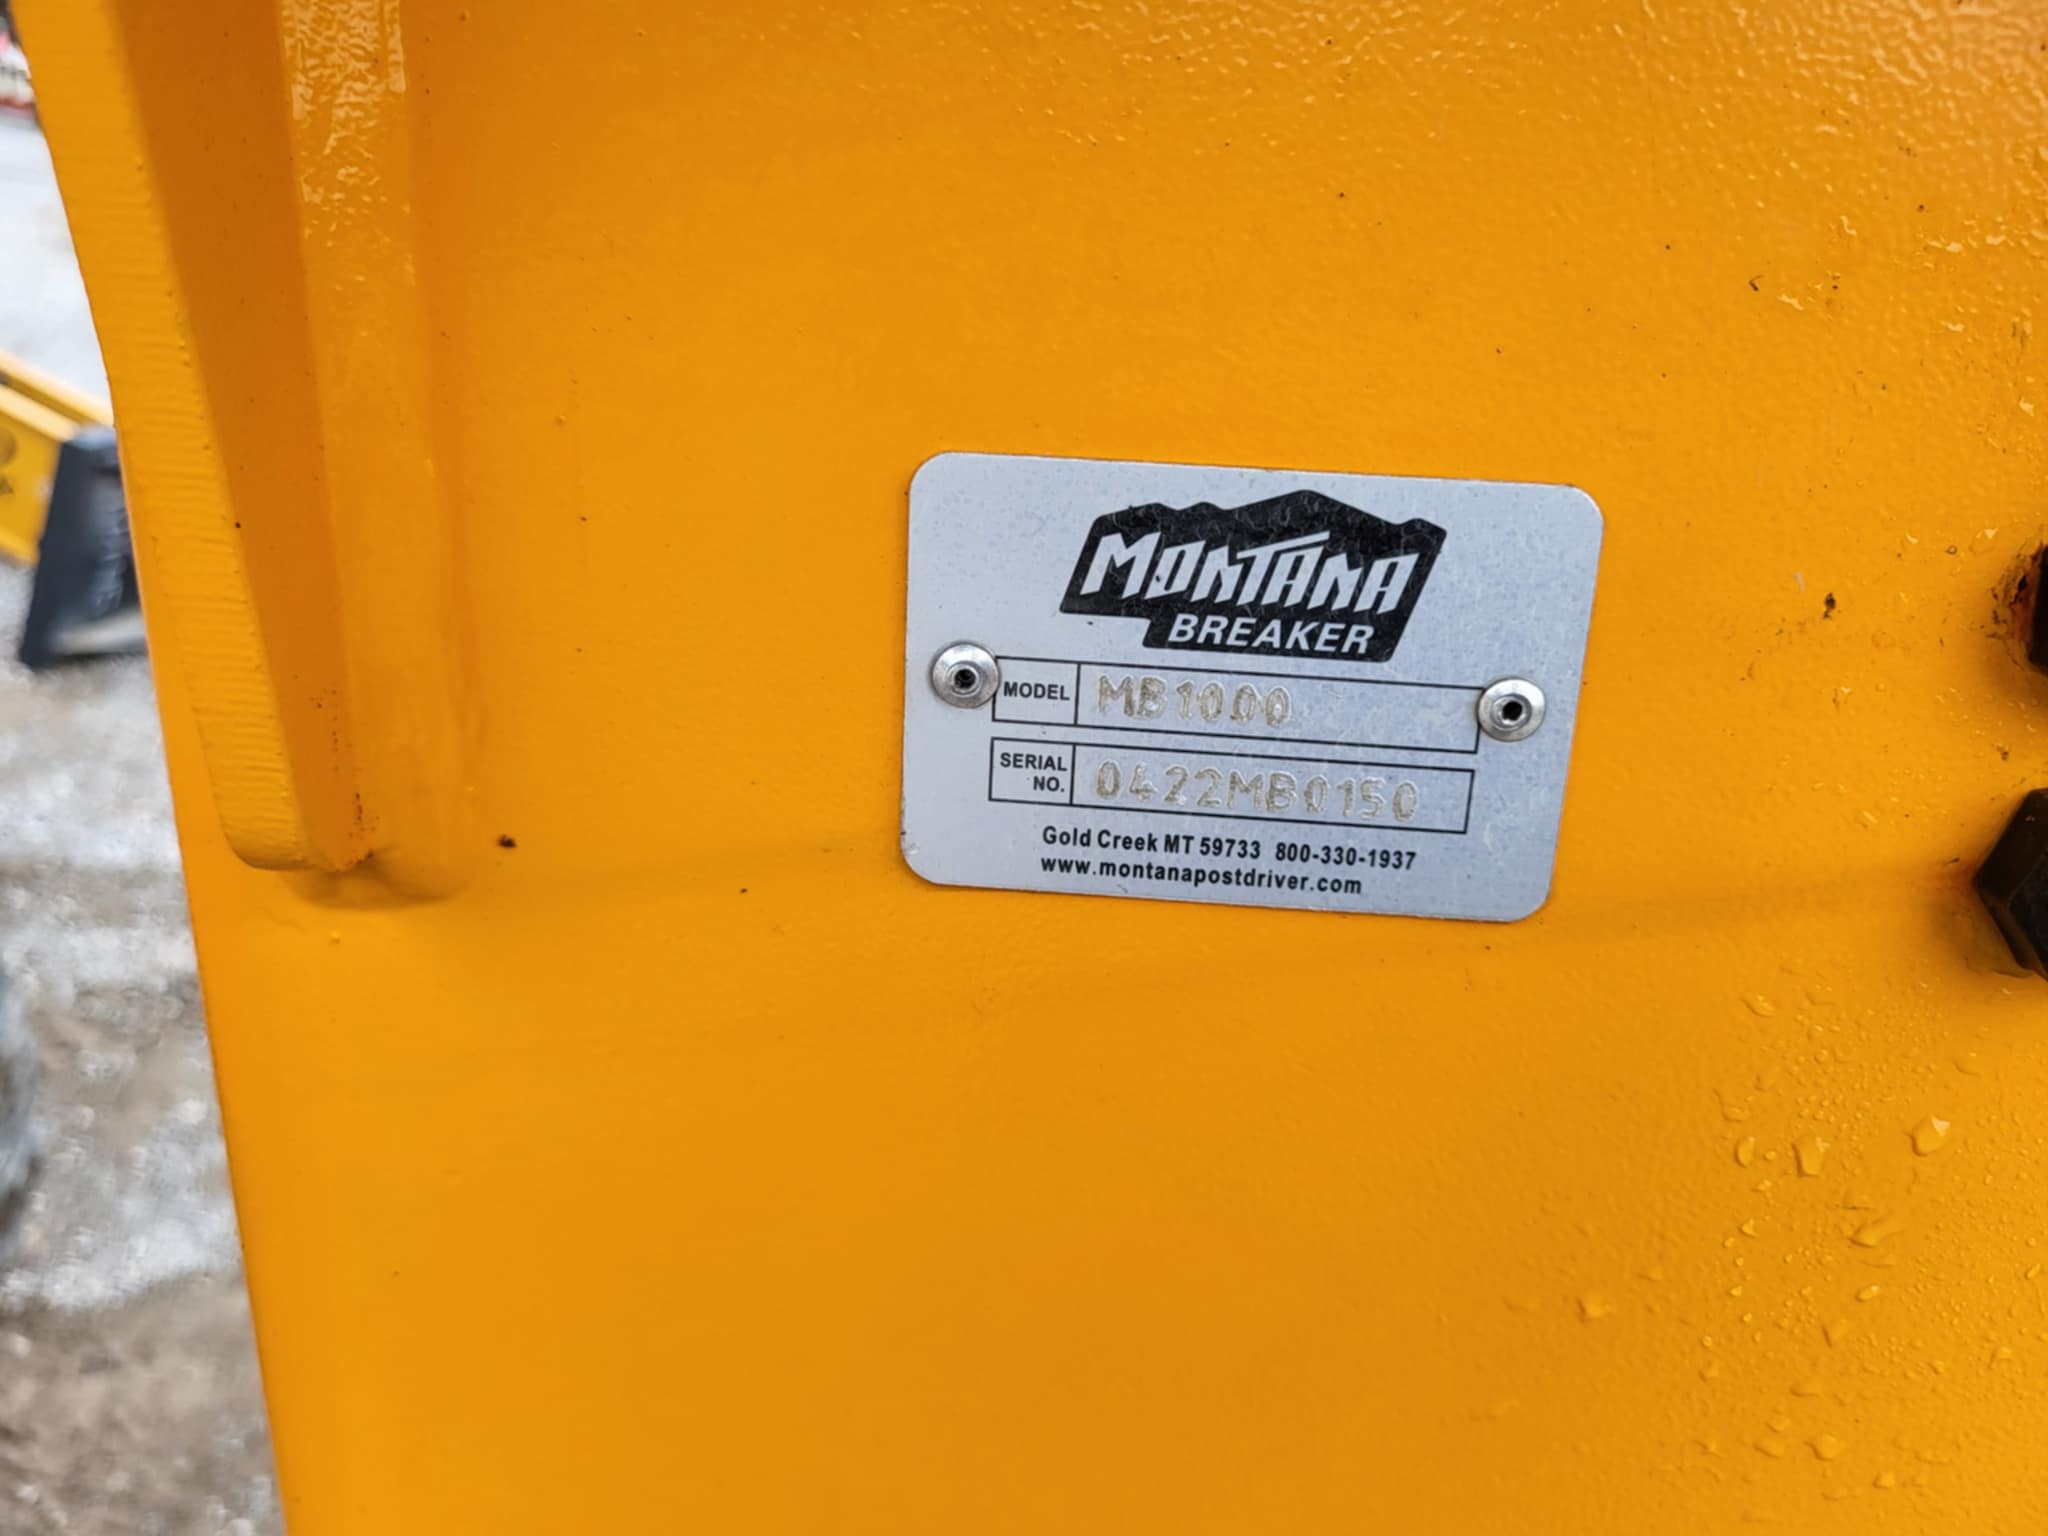 MONTANA
BREAKER
MODEL MB1000
SERIAL NO. 0422MB0150
Gold Creek MT 59733 800-330-1937
www.montanapostdriver.com